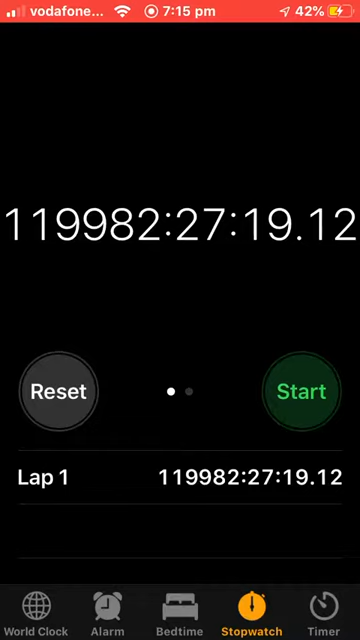 vodafone... 7:15 pm 42%
119982:27:19.12
Reset Start
Lap 1 119982:27:19.12
World Clock Alarm Bedtime Stopwatch Timer